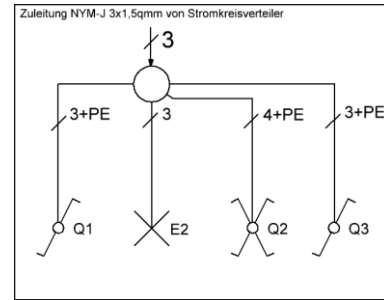 Zuleitung NYM-J 3x1,5qmm von Stromkreisverteiler
3
3+PE
3
4+PE
3+PE
Q1
E2
Q2
Q3